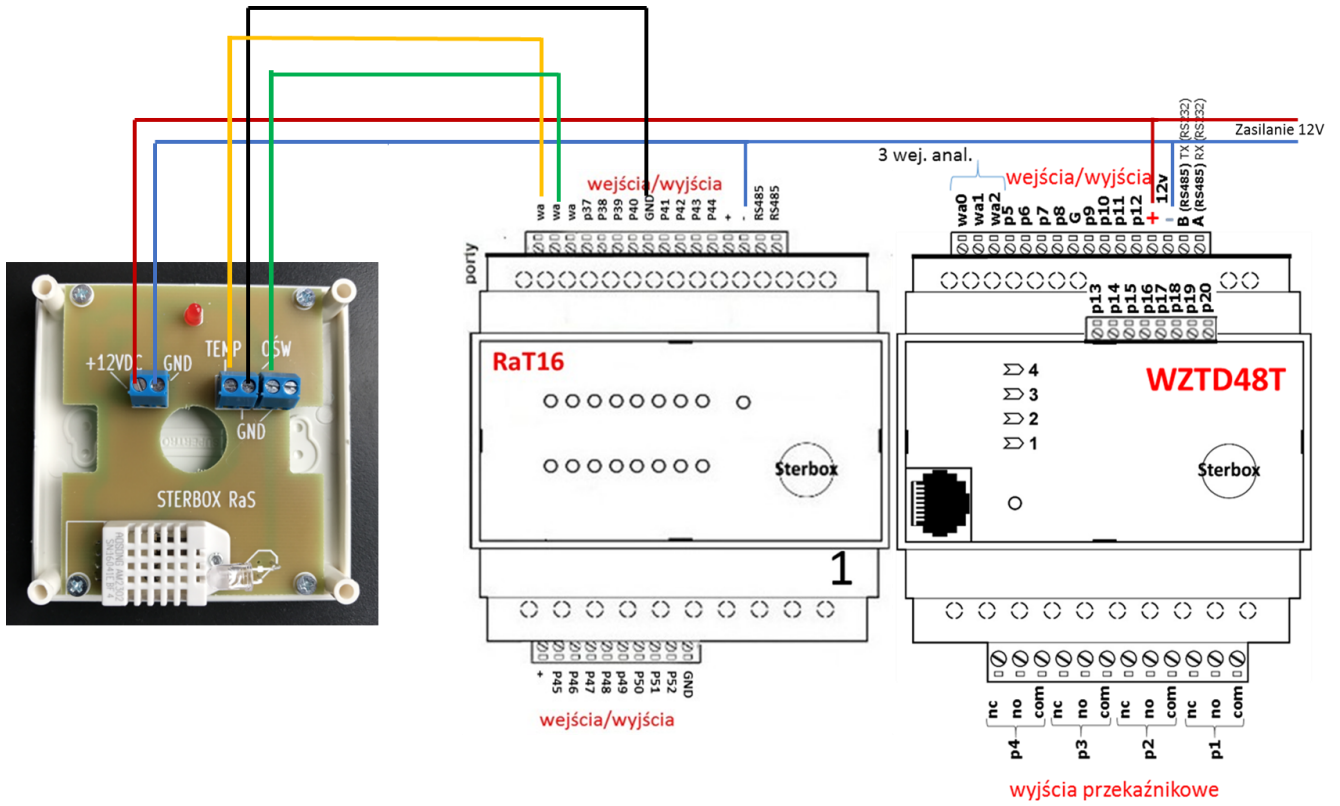 Zasilanie 12V
3 wej. anal.
wejścia/wyjścia
wa
wa
wa
p37
P38
P39
P40
GND
P41
P42
P43
P44
+
-
RS485
RS485
porty
wejścia/wyjścia
wa0
wa1
wa2
p5
p6
p7
p8
G
p9
p10
p11
p12
+
12v
-
B (RS485) TX (RS232)
A (RS485) RX (RS232)
p13
p14
p15
p16
p17
p18
p19
p20
+12VDC
GND
TEMP
OŚW
GND
STERBOX RaS
AOSONG AM2302
RaT16
Sterbox
1
+
P45
P46
P47
P48
p49
P50
P51
P52
GND
wejścia/wyjścia
WZTD48T
4
3
2
1
Sterbox
nc
no
com
nc
no
com
nc
no
com
nc
no
com
p4
p3
p2
p1
wyjścia przekaźnikowe